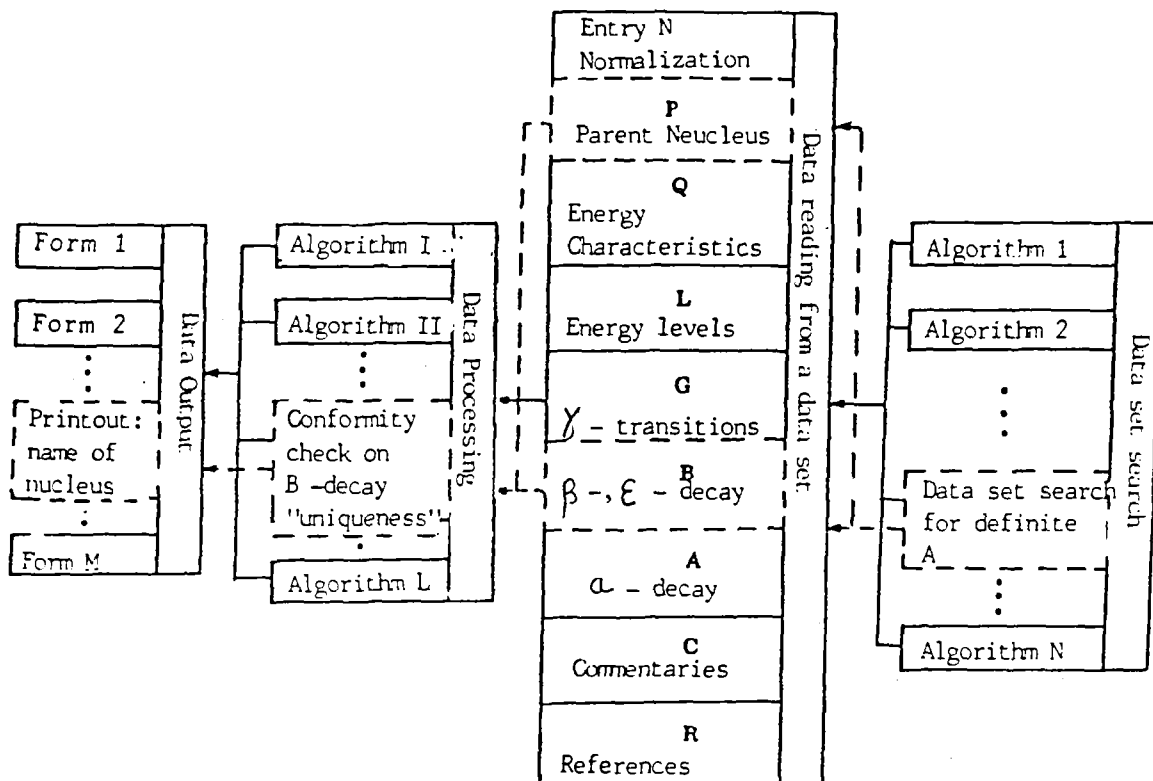 Form 1
Form 2
Printout:
name of
nucleus
Form M
Data Output
Algorithm I
Algorithm II
Conformity
check on
B-decay
"uniqueness"
Algorithm L
Data Processing
Entry N
Normalization
P
Parent Neucleus
Q
Energy
Characteristics
L
Energy levels
G
γ - transitions
B
β -, ε - decay
A
α - decay
C
Commentaries
R
References
Data reading from a data set
Algorithm 1
Algorithm 2
Data set search
for definite
A
Algorithm N
Data set search